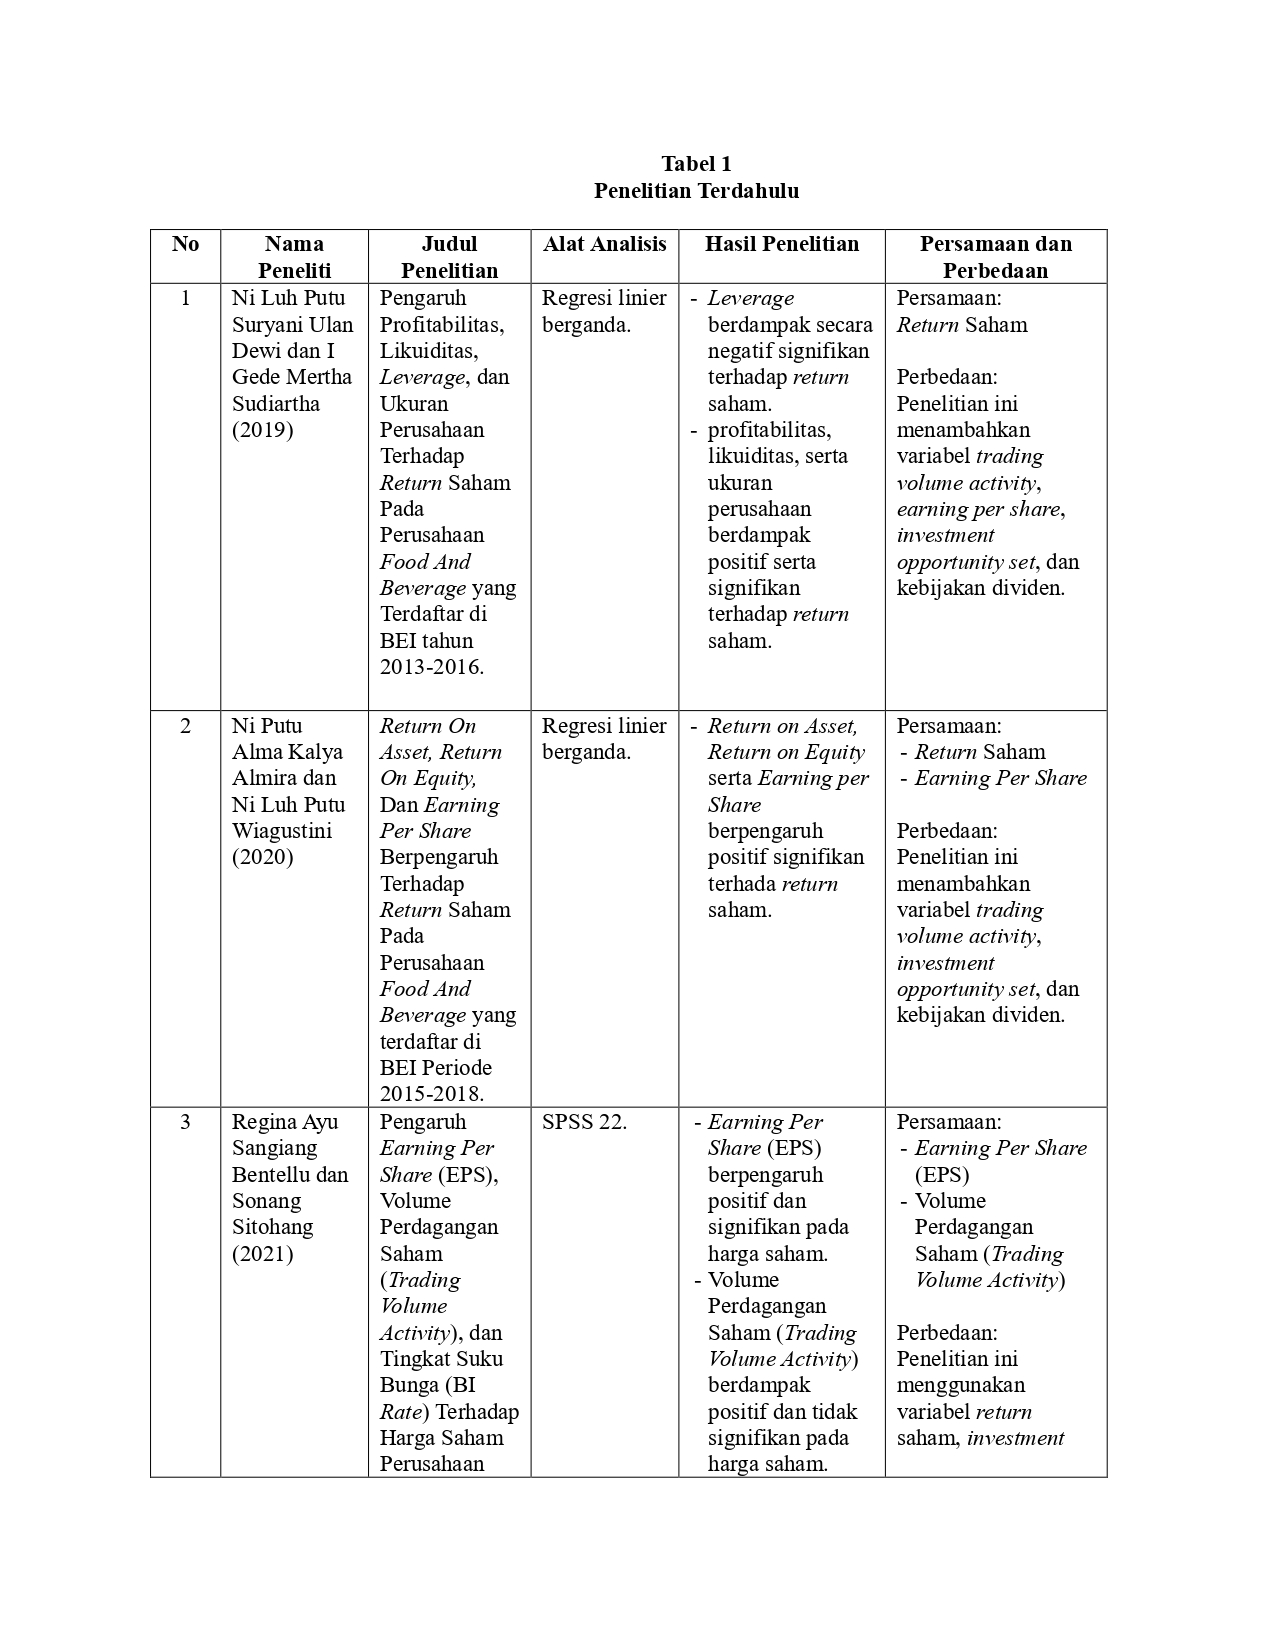 Tabel 1
Penelitian Terdahulu
No
Nama
Peneliti
Judul
Penelitian
Alat Analisis
Hasil Penelitian
Persamaan dan
Perbedaan
1
Ni Luh Putu
Suryani Ulan
Dewi dan I
Gede Mertha
Sudiartha
(2019)
Pengaruh
Profitabilitas,
Likuiditas,
Leverage, dan
Ukuran
Perusahaan
Terhadap
Return Saham
Pada
Perusahaan
Food And
Beverage yang
Terdaftar di
BEI tahun
2013-2016.
Regresi linier
berganda.
- Leverage
berdampak secara
negatif signifikan
terhadap return
saham.
- profitabilitas,
likuiditas, serta
ukuran
perusahaan
berdampak
positif serta
signifikan
terhadap return
saham.
Persamaan:
Return Saham
Perbedaan:
Penelitian ini
menambahkan
variabel trading
volume activity,
earning per share,
investment
opportunity set, dan
kebijakan dividen.
2
Ni Putu
Alma Kalya
Almira dan
Ni Luh Putu
Wiagustini
(2020)
Return On
Asset, Return
On Equity,
Dan Earning
Per Share
Berpengaruh
Terhadap
Return Saham
Pada
Perusahaan
Food And
Beverage yang
terdaftar di
BEI Periode
2015-2018.
Regresi linier
berganda.
- Return on Asset,
Return on Equity
serta Earning per
Share
berpengaruh
positif signifikan
terhada return
saham.
Persamaan:
- Return Saham
- Earning Per Share
Perbedaan:
Penelitian ini
menambahkan
variabel trading
volume activity,
investment
opportunity set, dan
kebijakan dividen.
3
Regina Ayu
Sangiang
Bentellu dan
Sonang
Sitohang
(2021)
Pengaruh
Earning Per
Share (EPS),
Volume
Perdagangan
Saham
(Trading
Volume
Activity), dan
Tingkat Suku
Bunga (BI
Rate) Terhadap
Harga Saham
Perusahaan
SPSS 22.
- Earning Per
Share (EPS)
berpengaruh
positif dan
signifikan pada
harga saham.
- Volume
Perdagangan
Saham (Trading
Volume Activity)
berdampak
positif dan tidak
signifikan pada
harga saham.
Persamaan:
- Earning Per Share
(EPS)
- Volume
Perdagangan
Saham (Trading
Volume Activity)
Perbedaan:
Penelitian ini
menggunakan
variabel return
saham, investment